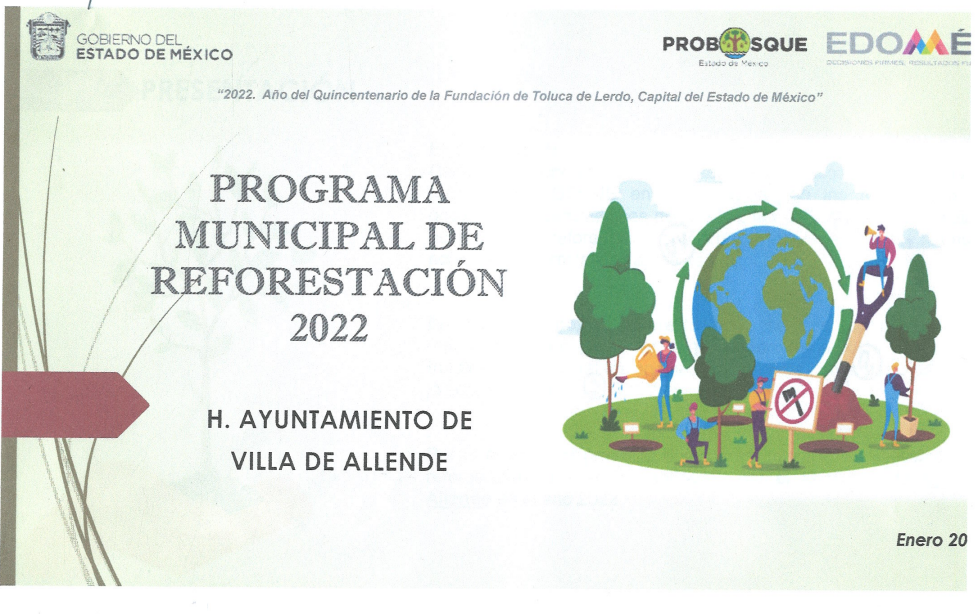 GOBIERNO DEL
ESTADO DE MÉXICO
PROBOSQUE
Estado de México
EDOMÉ
"2022. Año del Quincentenario de la Fundación de Toluca de Lerdo, Capital del Estado de México"
PROGRAMA
MUNICIPAL DE
REFORESTACIÓN
2022
H. AYUNTAMIENTO DE
VILLA DE ALLENDE
Enero 20